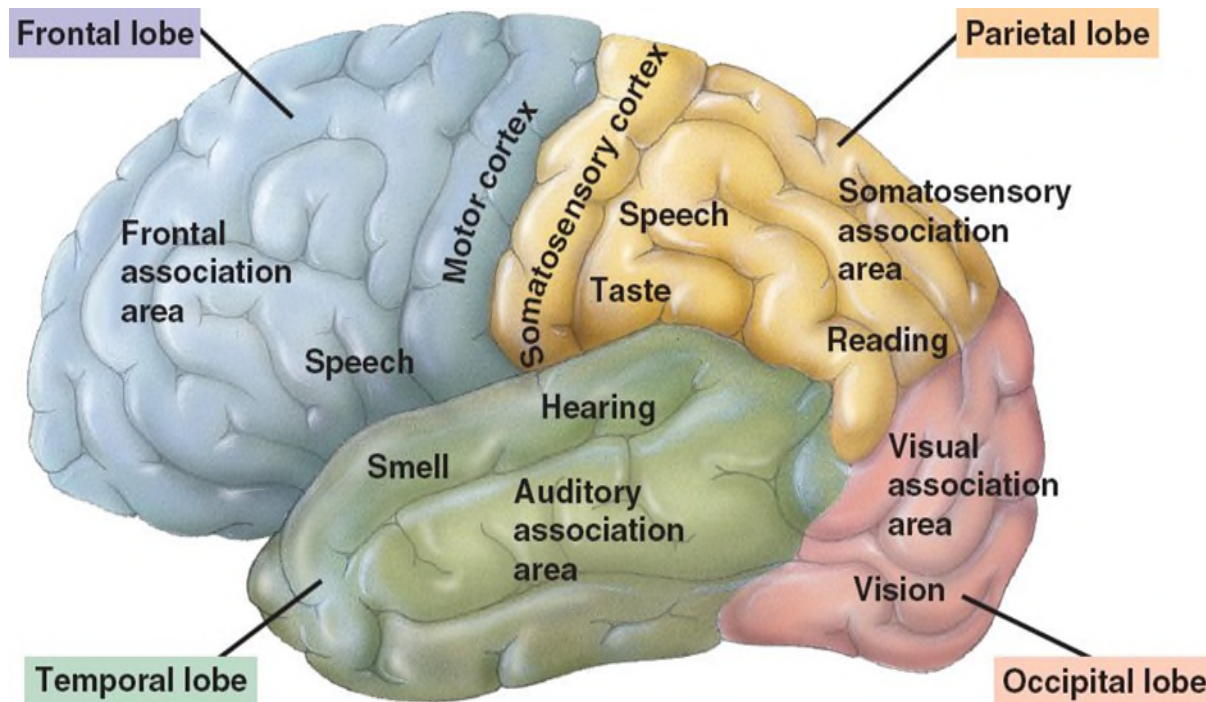 Frontal lobe
Parietal lobe
Motor cortex
Somatosensory cortex
Frontal
association
area
Speech
Speech
Taste
Somatosensory
association
area
Reading
Hearing
Smell
Auditory
association
area
Visual
association
area
Vision
Temporal lobe
Occipital lobe